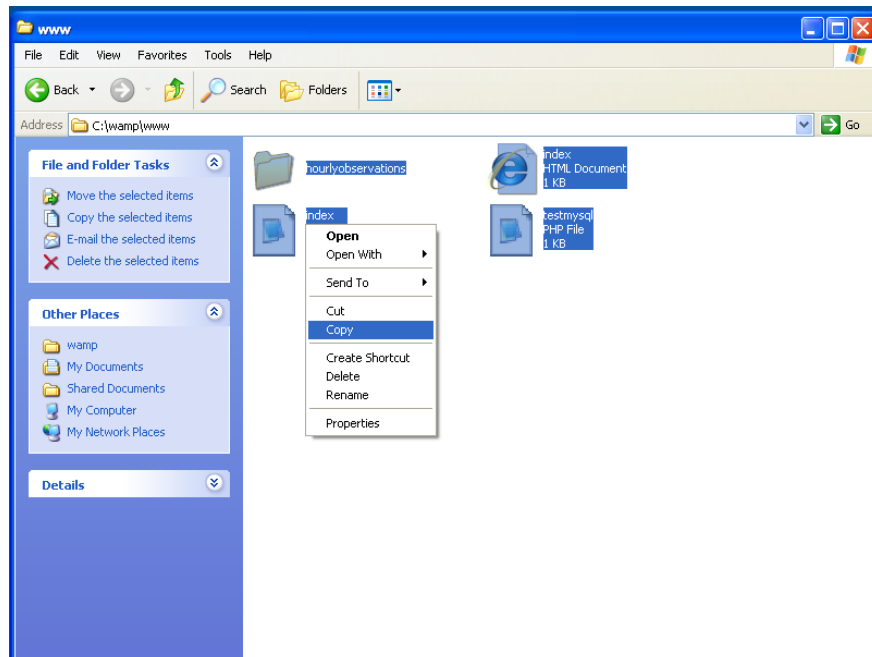 www
File Edit View Favorites Tools Help
Back Search Folders
Address C:\wamp\www Go
File and Folder Tasks
Move the selected items
Copy the selected items
E-mail the selected items
Delete the selected items
Other Places
wamp
My Documents
Shared Documents
My Computer
My Network Places
Details
hourlyobservations
index
HTML Document
1 KB
index
testmysql
PHP File
1 KB
Open
Open With
Send To
Cut
Copy
Create Shortcut
Delete
Rename
Properties